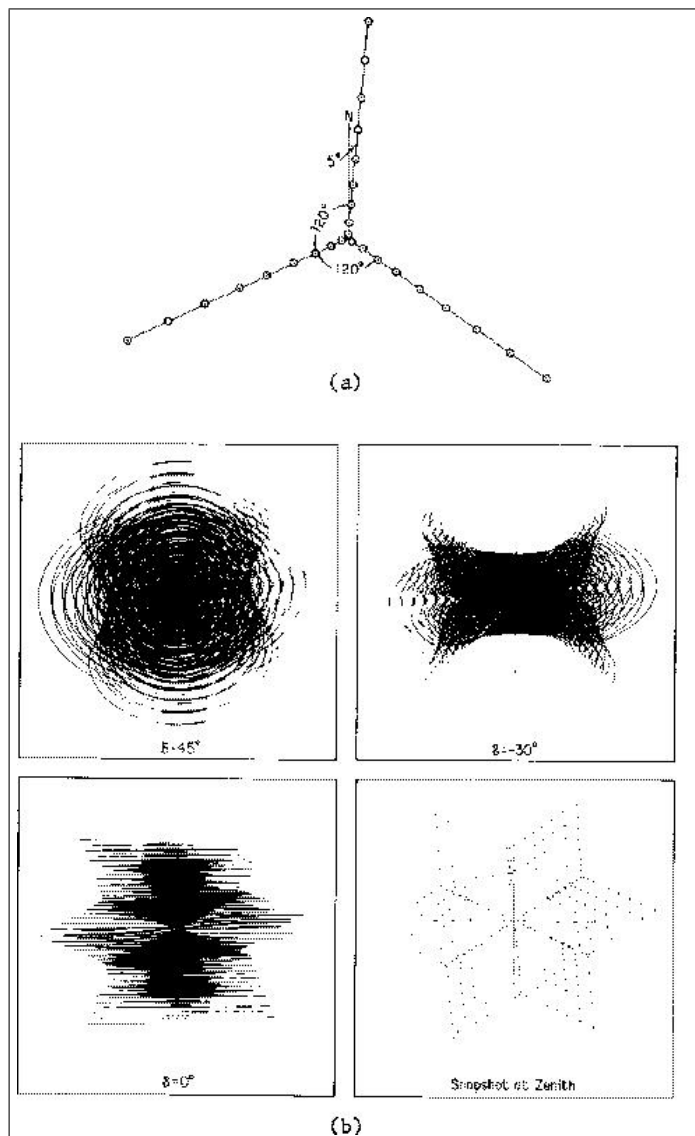 N
5°
120°
120°
(a)
δ=45°
δ=-30°
δ=0°
Snapshot at Zenith
(b)